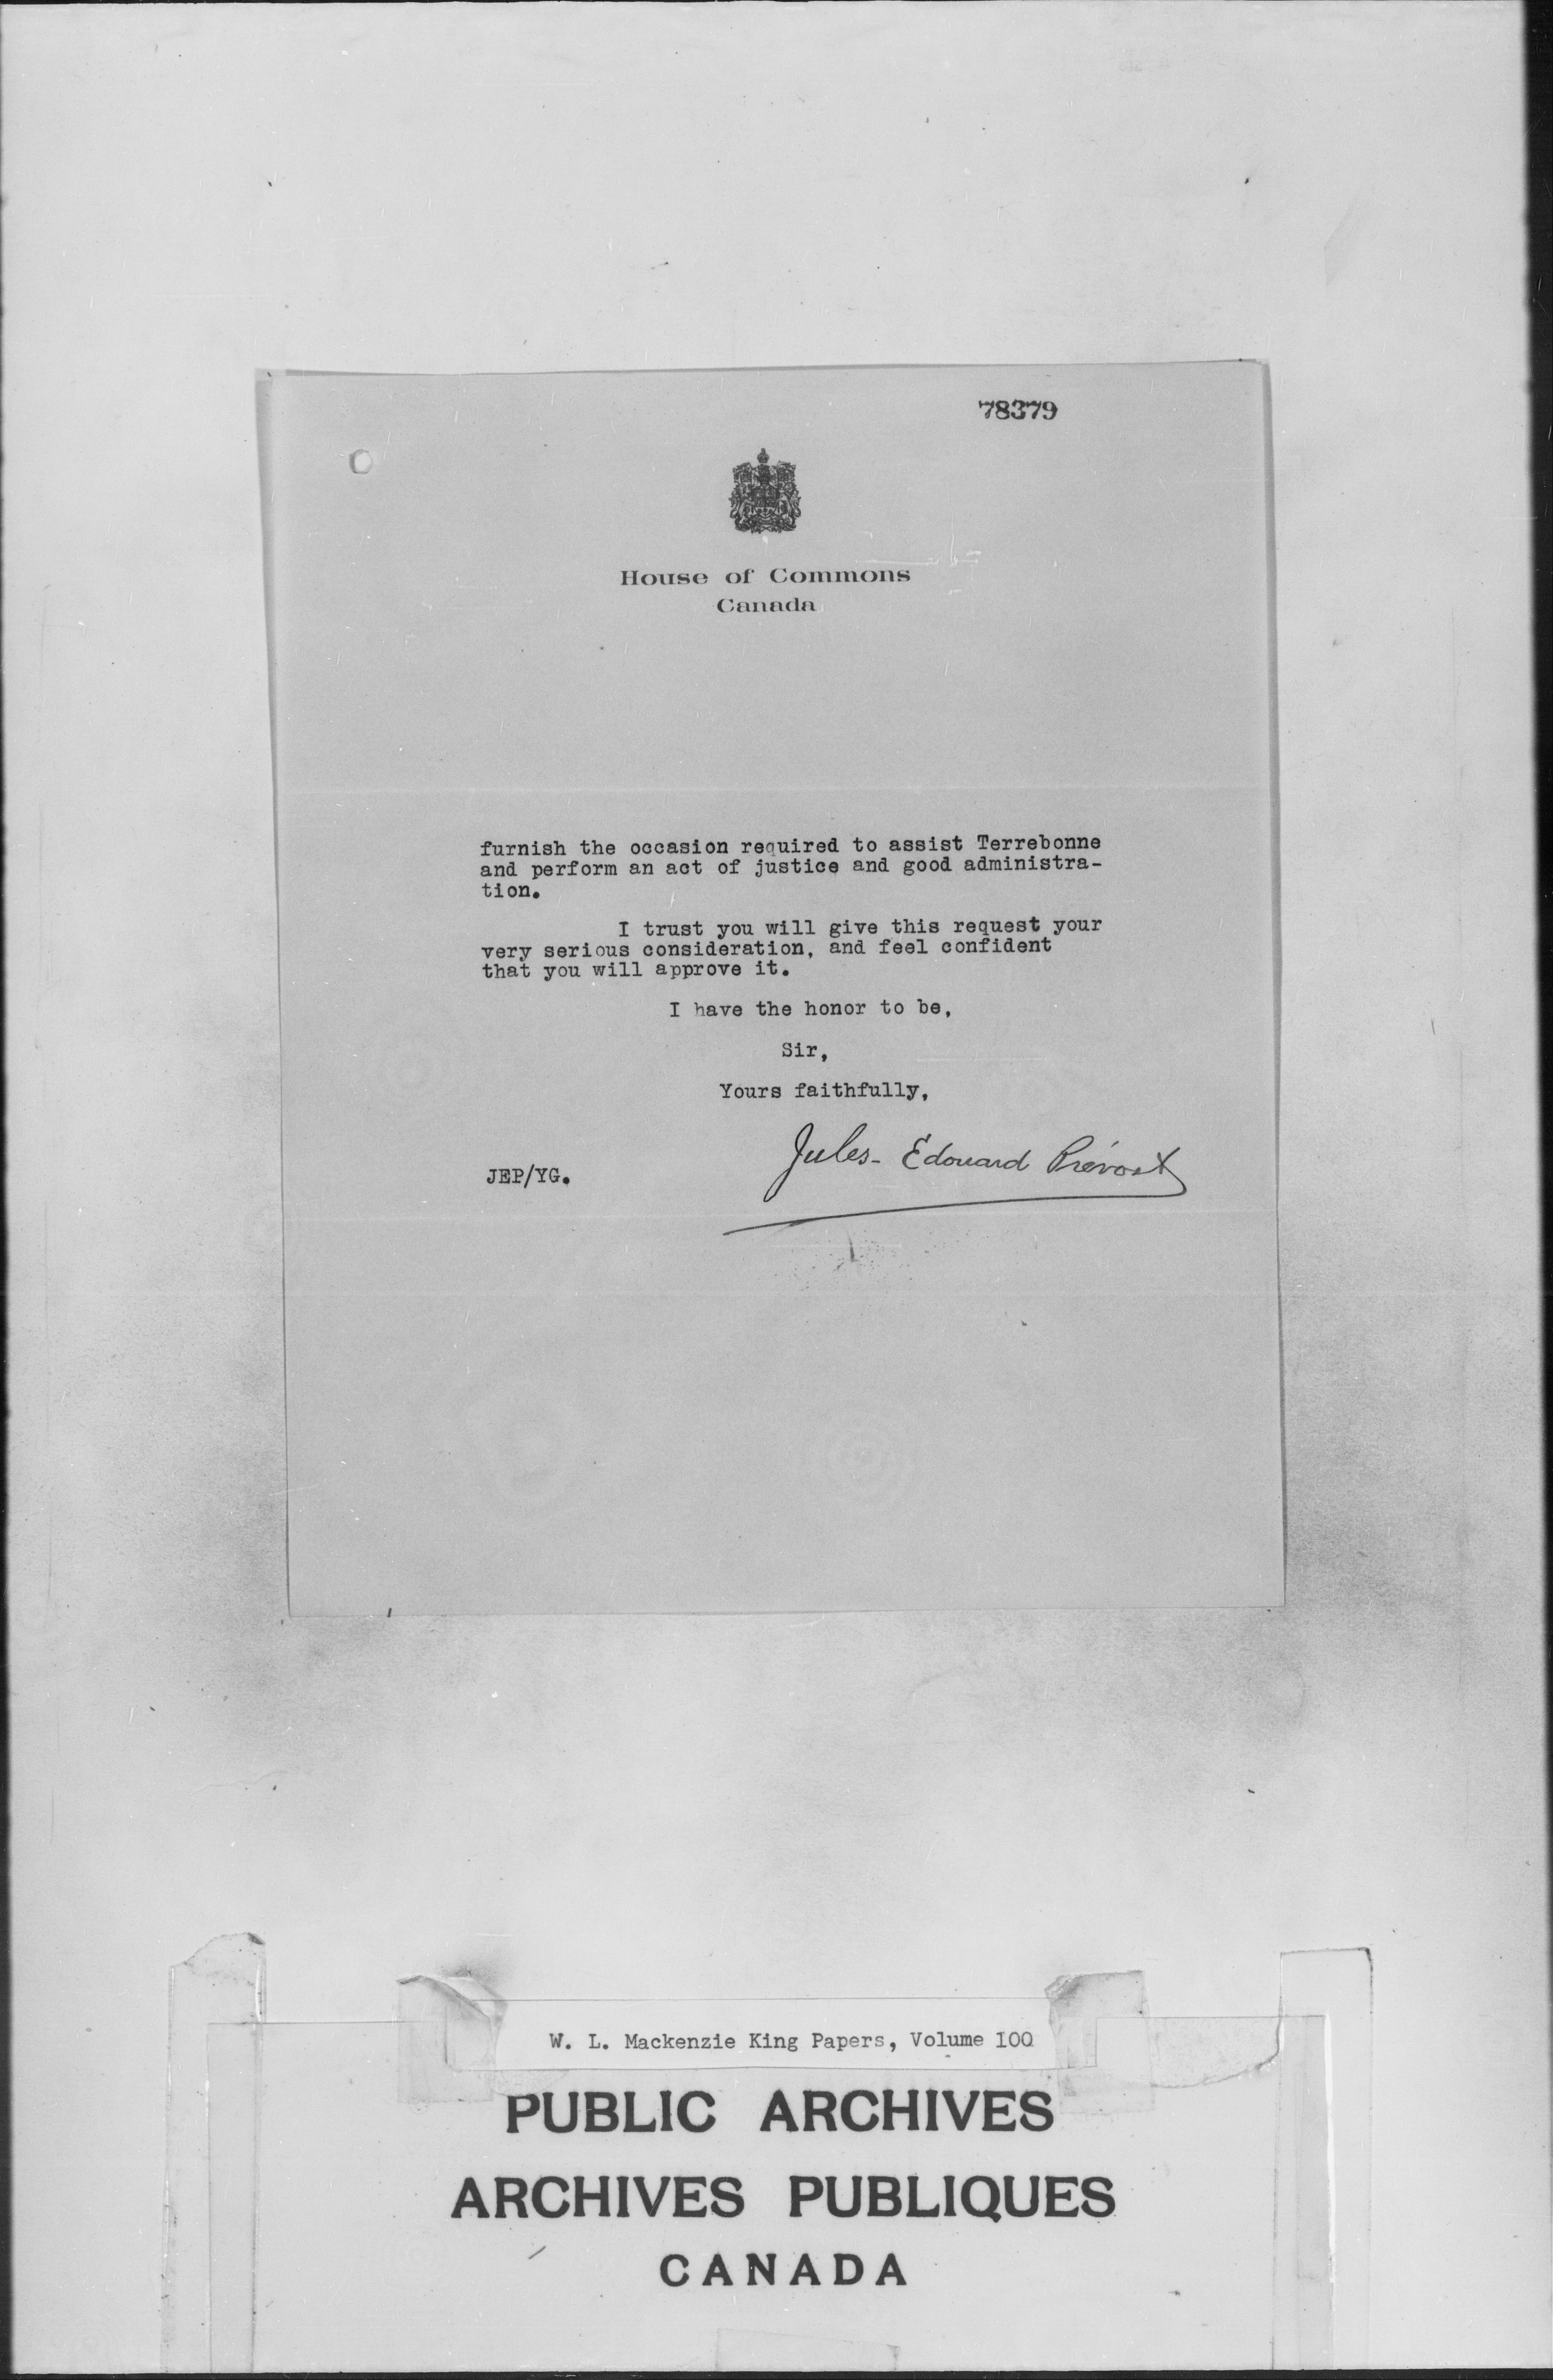 78379
House of Commons
Canada
furnish the occasion required to assist Terrebonne
and perform an act of justice and good administra-
tion.
I trust you will give this request your
very serious consideration, and feel confident
that you will approve it.
I have the honor to be,
Sir,
Yours faithfully,
Jules-Édouard Prévost
JEP/YG.
W. L. Mackenzie King Papers, Volume 100
PUBLIC ARCHIVES
ARCHIVES PUBLIQUES
CANADA